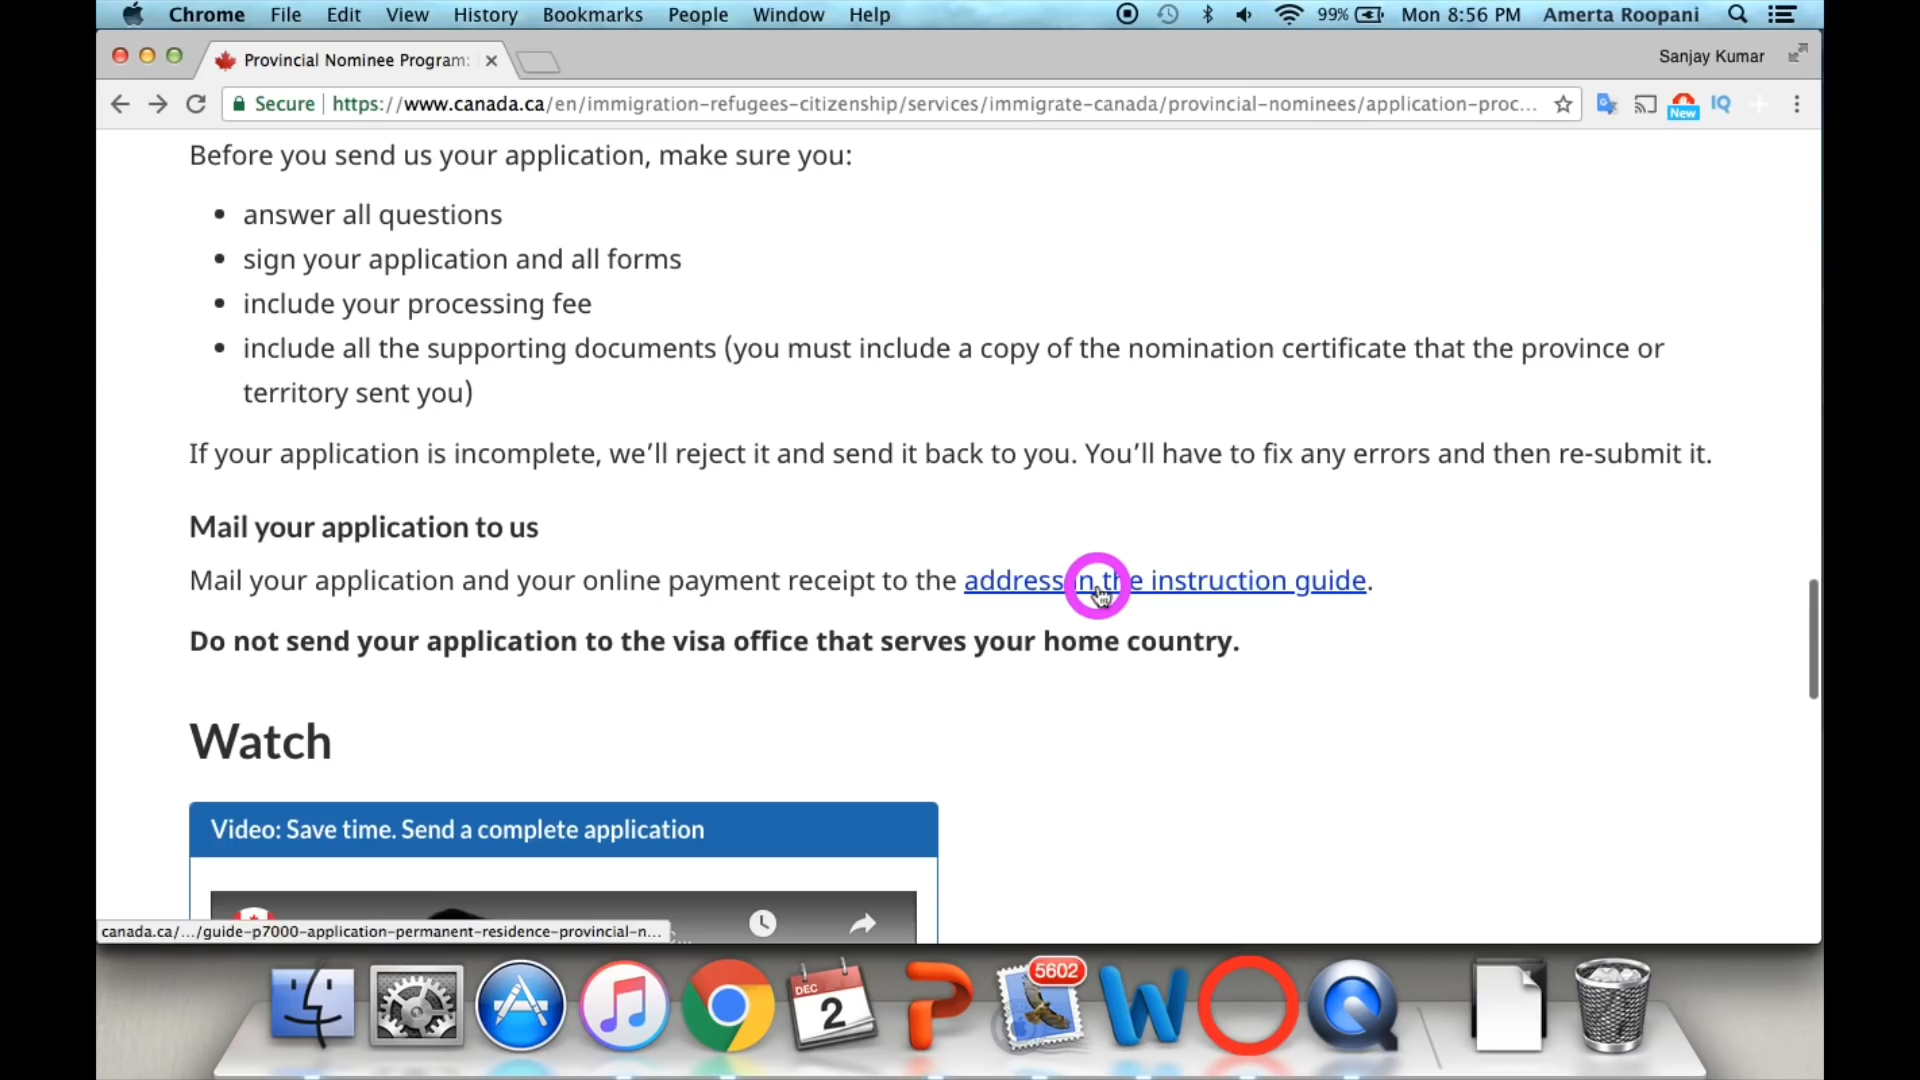 Chrome File Edit View History Bookmarks People Window Help 99% Mon 8:56 PM Amerta Roopani
Provincial Nominee Program: Sanjay Kumar
Secure https://www.canada.ca/en/immigration-refugees-citizenship/services/immigrate-canada/provincial-nominees/application-proc... New IQ
Before you send us your application, make sure you:
• answer all questions
• sign your application and all forms
• include your processing fee
• include all the supporting documents (you must include a copy of the nomination certificate that the province or
territory sent you)
If your application is incomplete, we’ll reject it and send it back to you. You’ll have to fix any errors and then re-submit it.
Mail your application to us
Mail your application and your online payment receipt to the address in the instruction guide.
Do not send your application to the visa office that serves your home country.
Watch
Video: Save time. Send a complete application
canada.ca/.../guide-p7000-application-permanent-residence-provincial-n...
DEC
2
5602